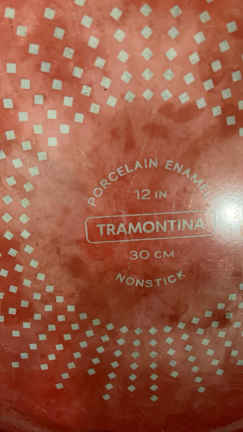 PORCELAIN ENAMEL
12 IN
TRAMONTINA
30 CM
NONSTICK